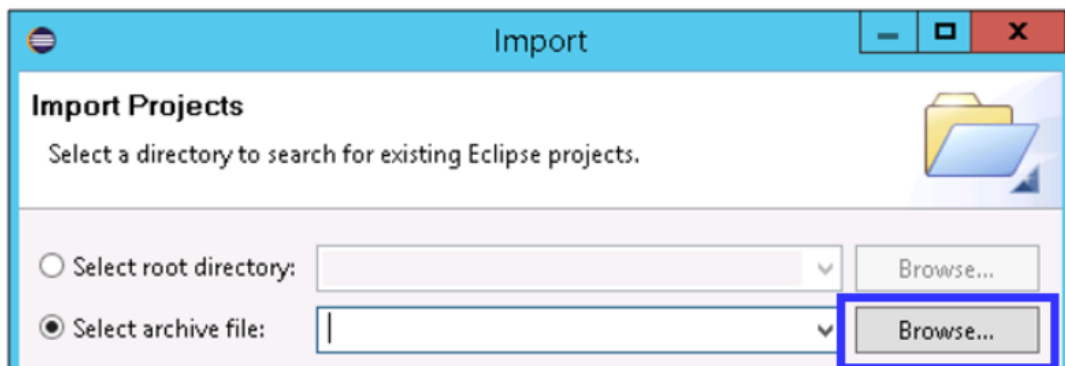 Import
Import Projects
Select a directory to search for existing Eclipse projects.
Select root directory: Browse...
Select archive file: Browse...